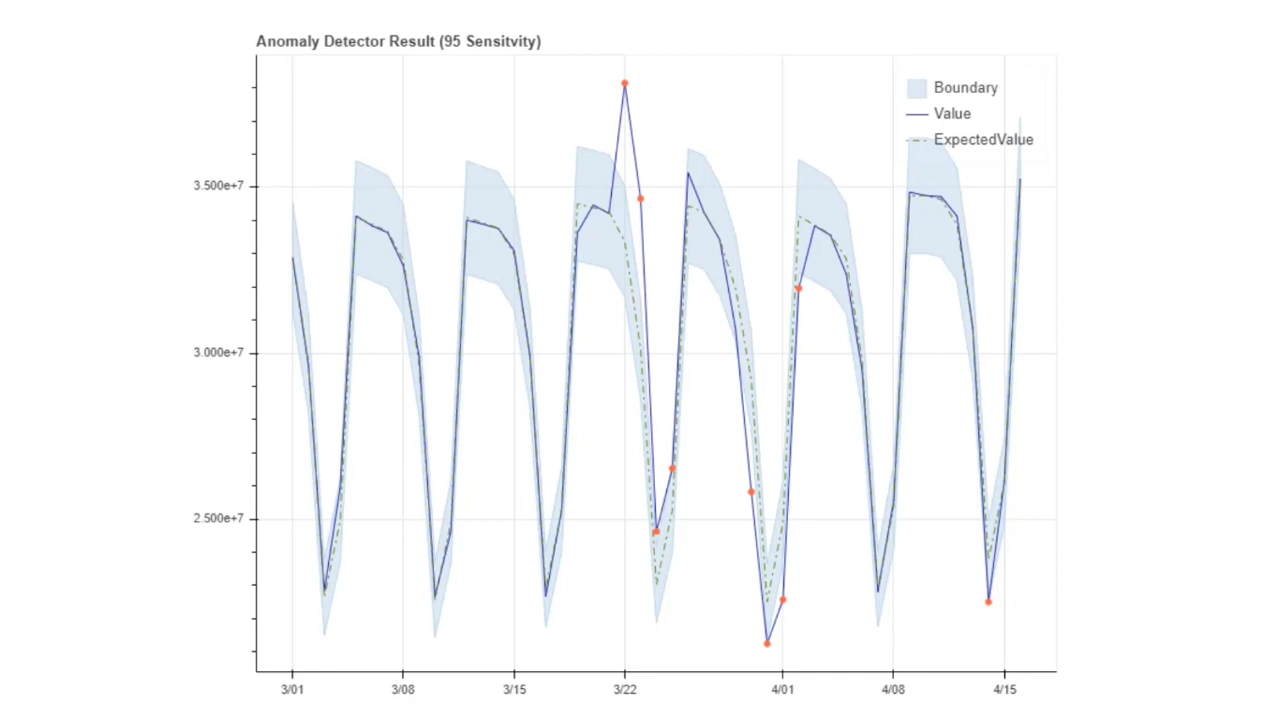 Anomaly Detector Result (95 Sensitvity)
Boundary
Value
ExpectedValue
3.500e+7
3.000e+7
2.500e+7
3/01 3/08 3/15 3/22 4/01 4/08 4/15